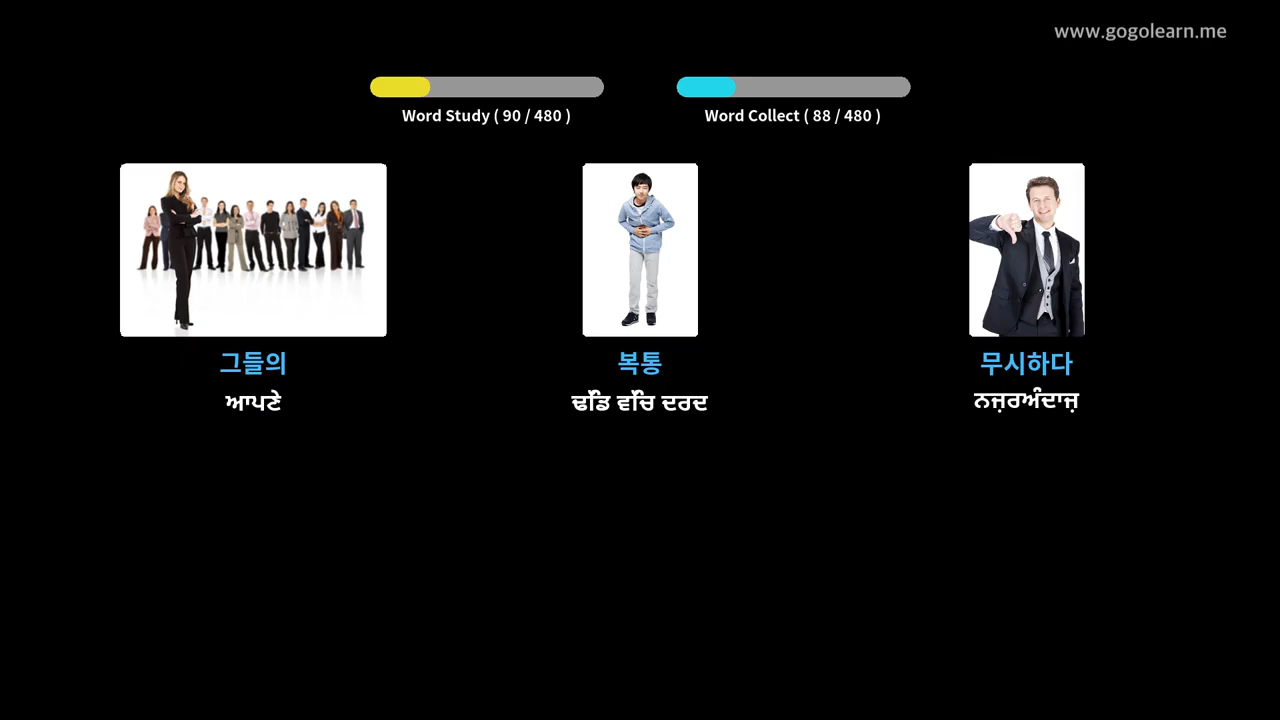 www.gogolearn.me
Word Study ( 90 / 480 )
Word Collect ( 88 / 480 )
그들의
복통
무시하다
ਆਪਣੇ
ਢਿੱਡ ਵਿੱਚ ਦਰਦ
ਨਜ਼ਰਅੰਦਾਜ਼